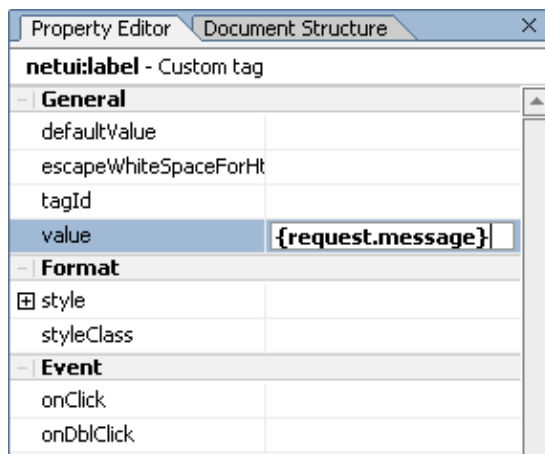 Property Editor Document Structure
netui:label - Custom tag
General
defaultValue
escapeWhiteSpaceForHt
tagId
value {request.message}
Format
style
styleClass
Event
onClick
onDblClick